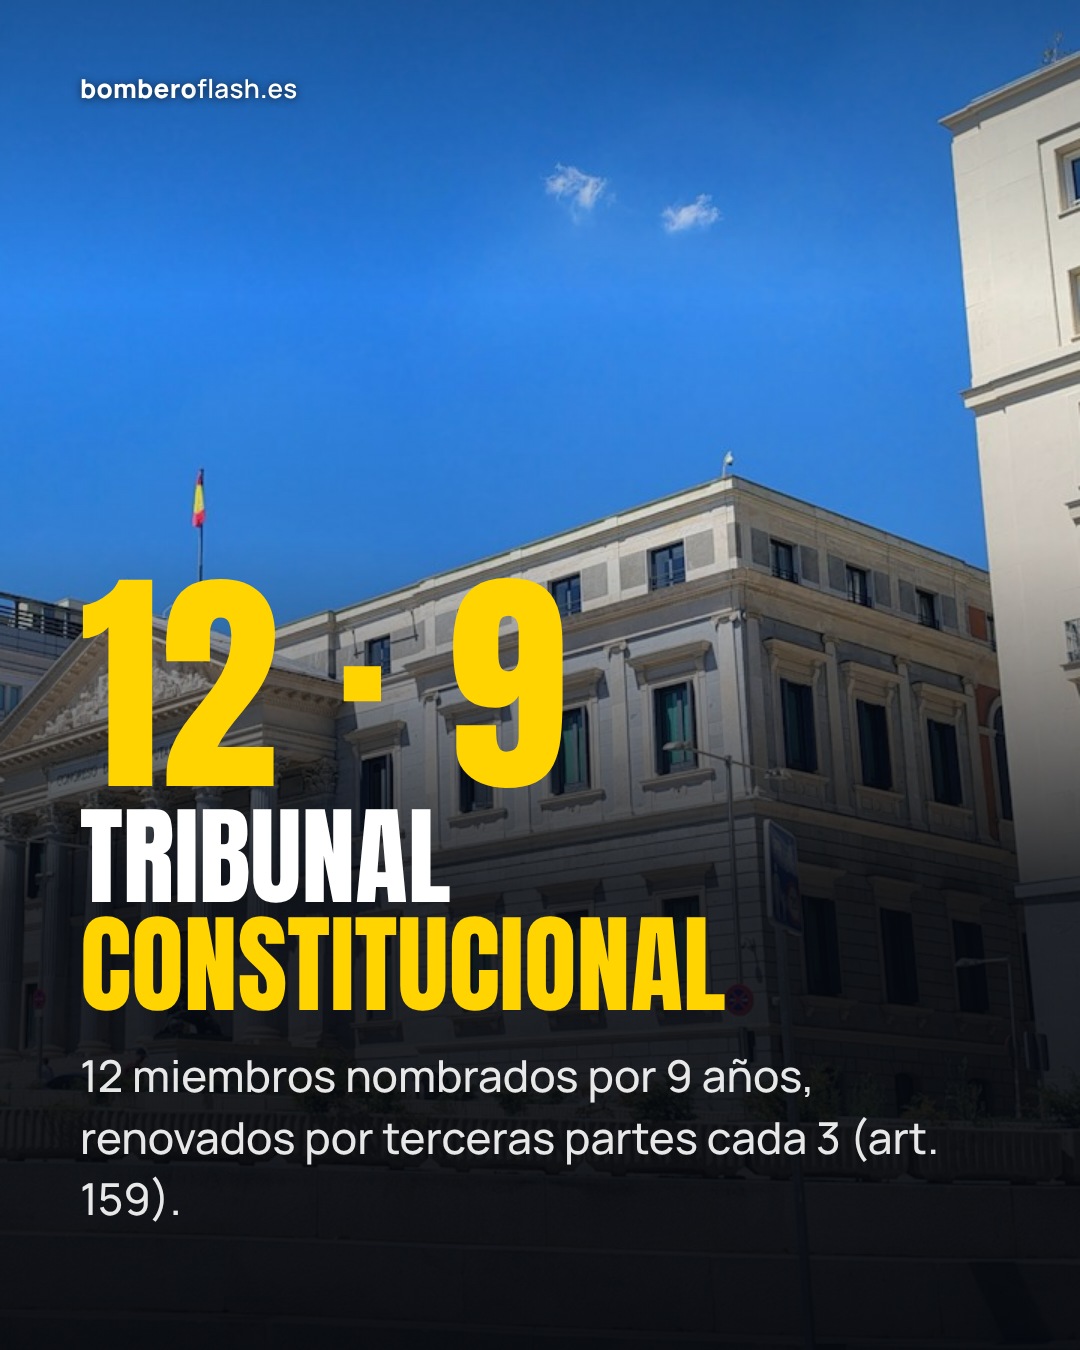 bomberoflash.es
12 · 9
TRIBUNAL
CONSTITUCIONAL
12 miembros nombrados por 9 años,
renovados por terceras partes cada 3 (art.
159).